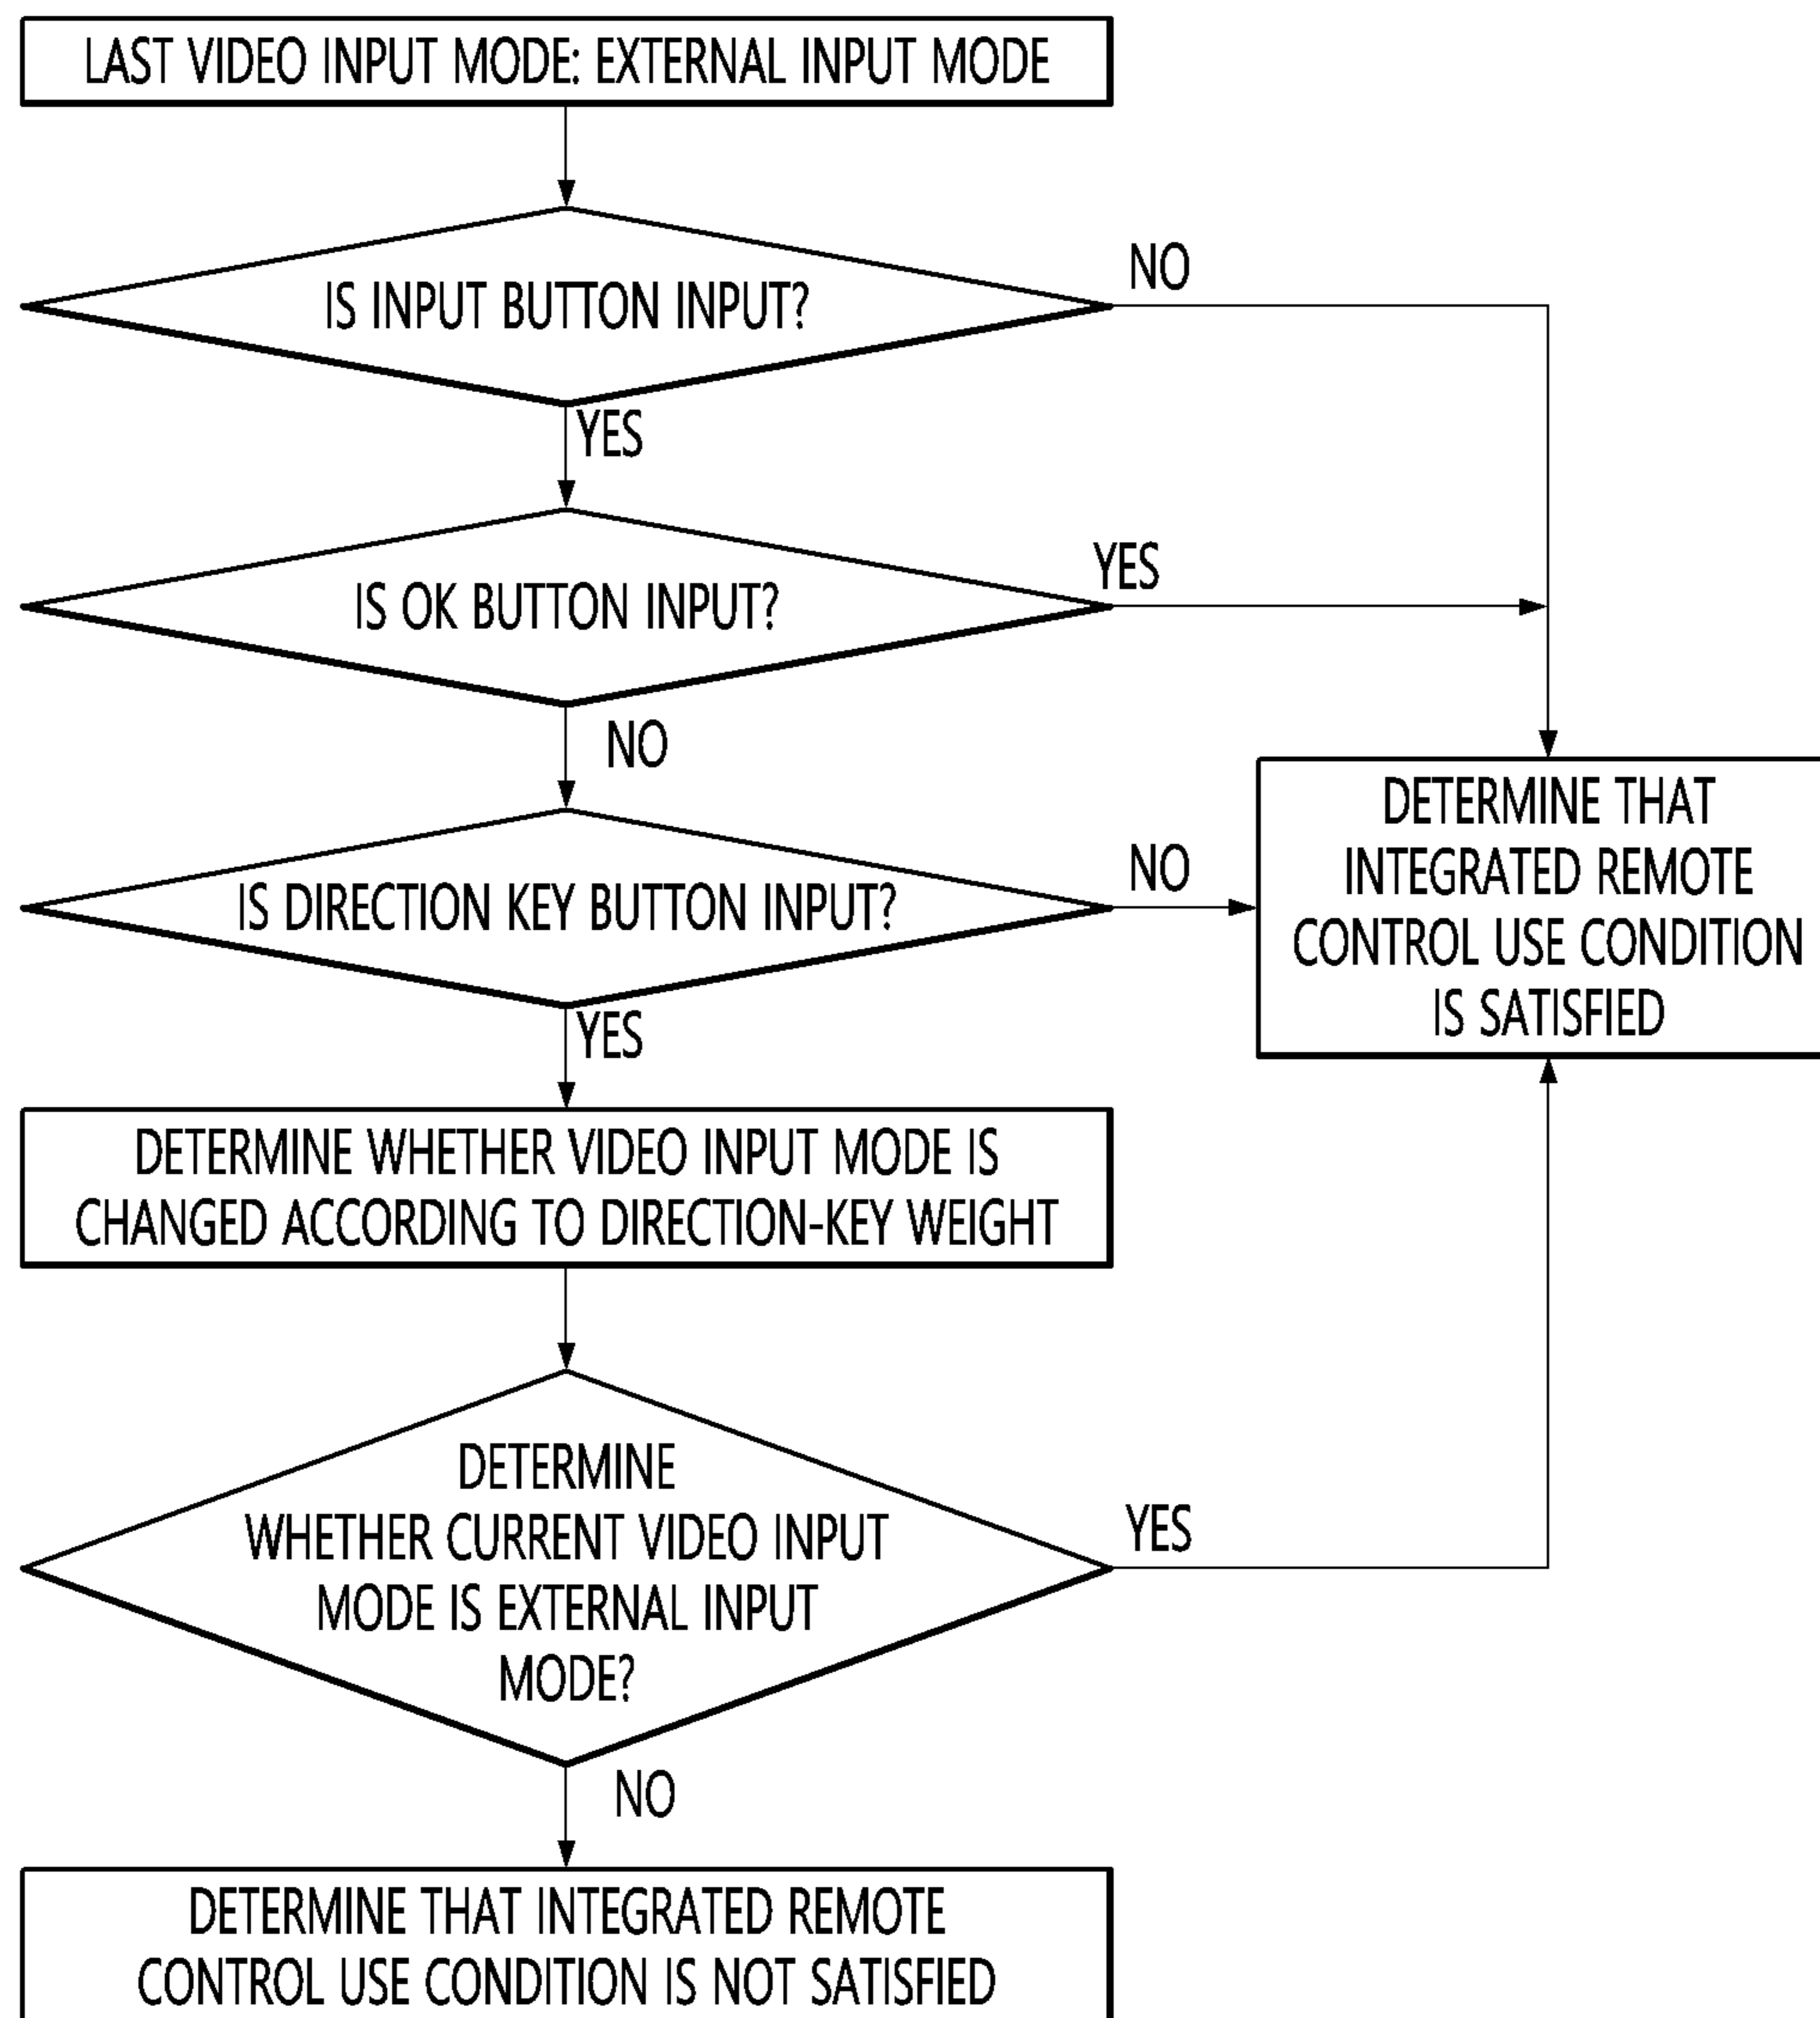 LAST VIDEO INPUT MODE: EXTERNAL INPUT MODE
IS INPUT BUTTON INPUT?
NO
YES
IS OK BUTTON INPUT?
YES
NO
IS DIRECTION KEY BUTTON INPUT?
NO
YES
DETERMINE THAT
INTEGRATED REMOTE
CONTROL USE CONDITION
IS SATISFIED
DETERMINE WHETHER VIDEO INPUT MODE IS
CHANGED ACCORDING TO DIRECTION-KEY WEIGHT
DETERMINE
WHETHER CURRENT VIDEO INPUT
MODE IS EXTERNAL INPUT
MODE?
YES
NO
DETERMINE THAT INTEGRATED REMOTE
CONTROL USE CONDITION IS NOT SATISFIED